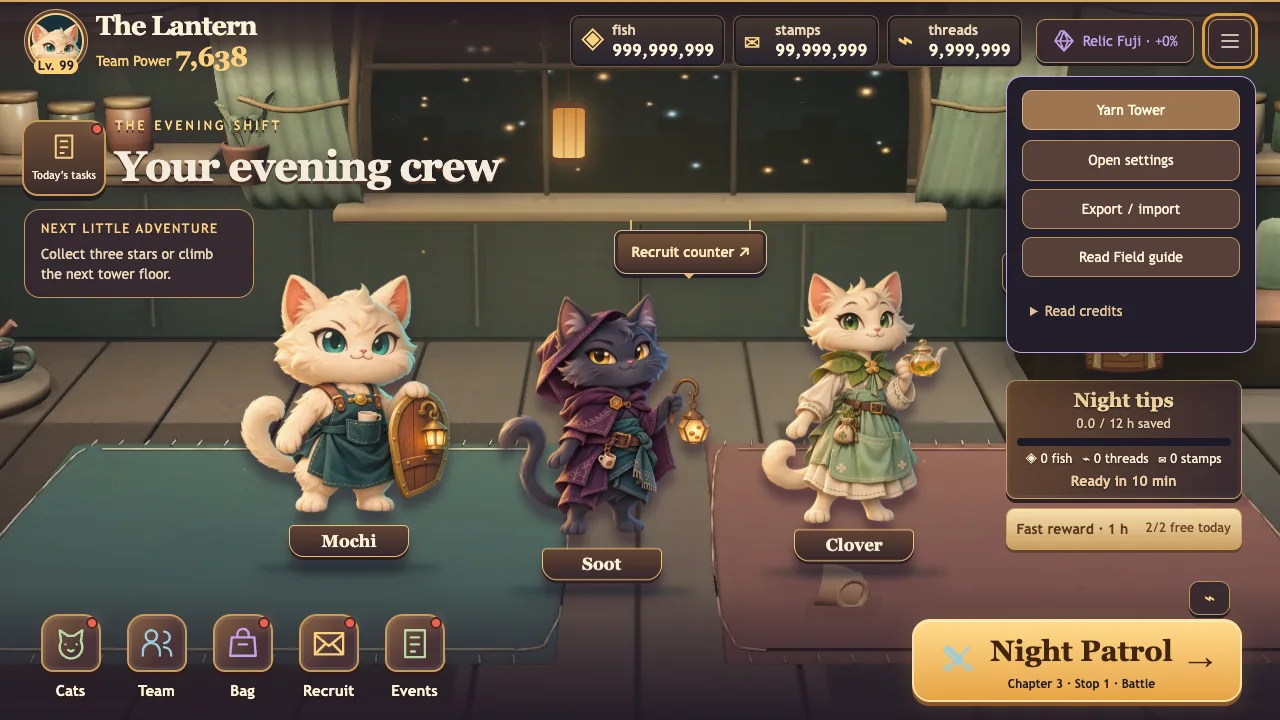 The Lantern
Lv. 99
Team Power 7,638
fish
999,999,999
stamps
99,999,999
threads
9,999,999
Relic Fuji · +0%
Yarn Tower
Open settings
Export / import
Read Field guide
Read credits
THE EVENING SHIFT
Your evening crew
Today's tasks
NEXT LITTLE ADVENTURE
Collect three stars or climb
the next tower floor.
Recruit counter ↗
Mochi
Soot
Clover
Night tips
0.0 / 12 h saved
0 fish 0 threads 0 stamps
Ready in 10 min
Fast reward · 1 h 2/2 free today
Cats
Team
Bag
Recruit
Events
Night Patrol →
Chapter 3 · Stop 1 · Battle